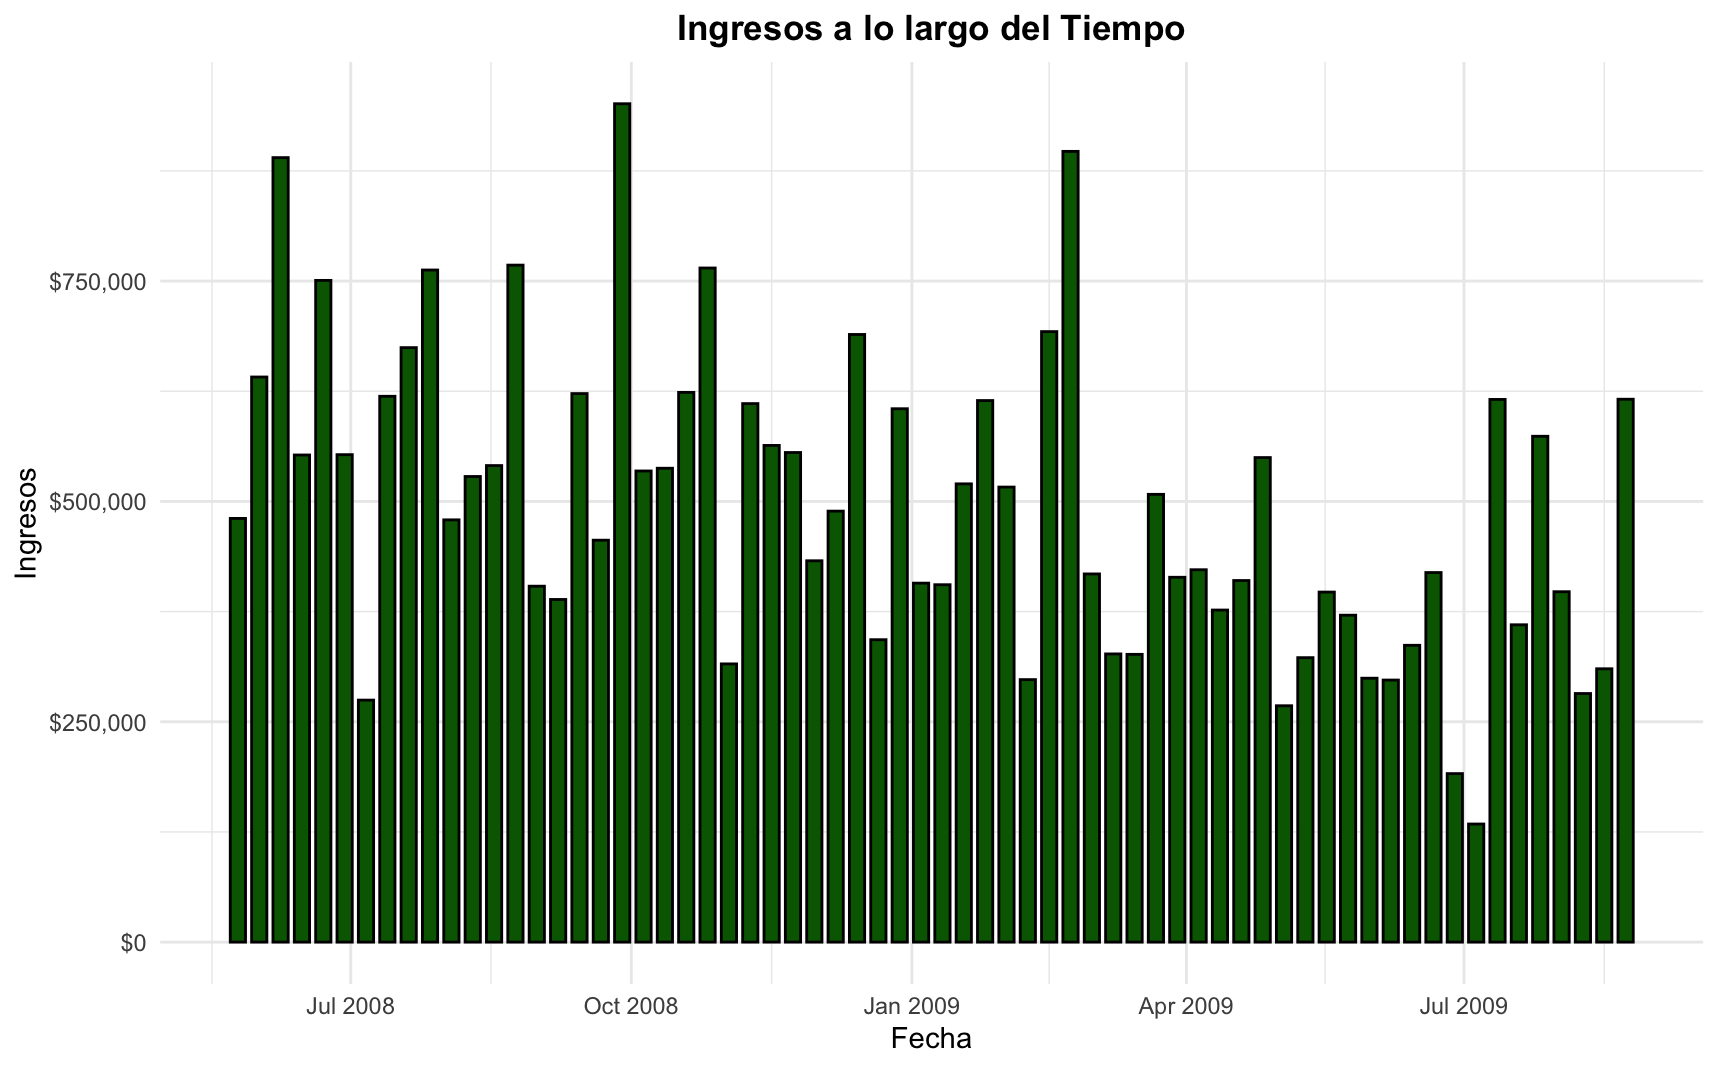 Ingresos a lo largo del Tiempo
Ingresos
$750,000
$500,000
$250,000
$0
Jul 2008
Oct 2008
Jan 2009
Apr 2009
Jul 2009
Fecha